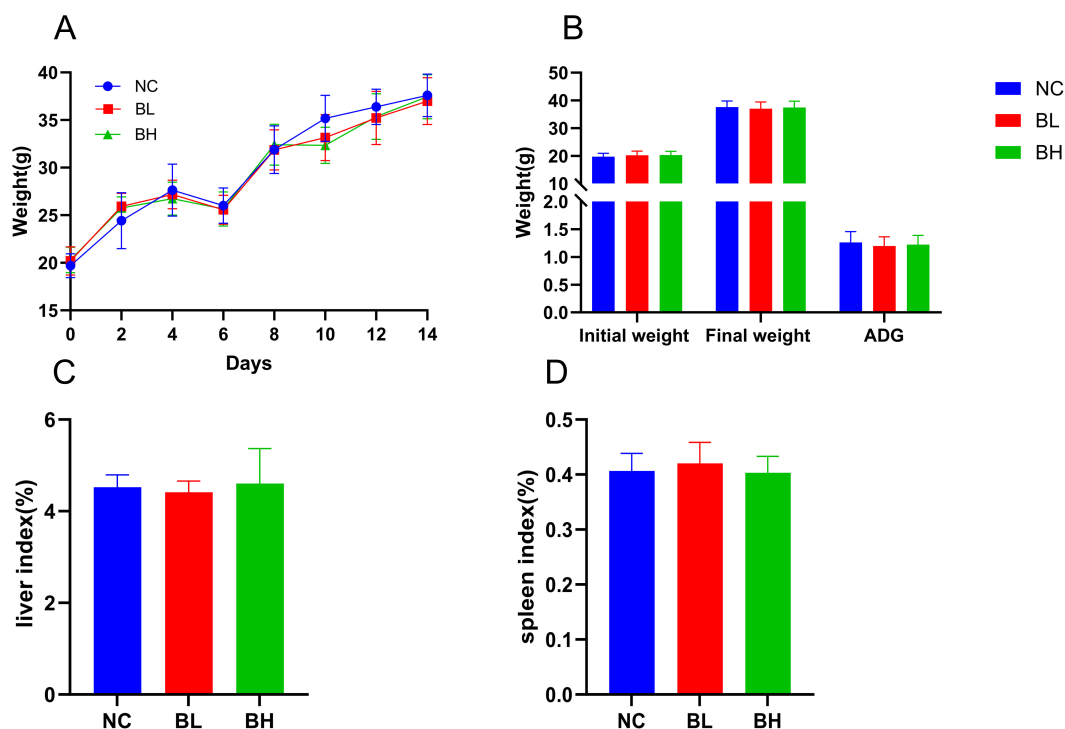 A
Weight(g)
40
35
30
25
20
15
NC
BL
BH
0 2 4 6 8 10 12 14
Days
B
Weight(g)
50
40
30
20
10
2.0
1.5
1.0
0.5
0.0
Initial weight Final weight ADG
NC
BL
BH
C
liver index(%)
6
4
2
0
NC BL BH
D
spleen index(%)
0.5
0.4
0.3
0.2
0.1
0.0
NC BL BH